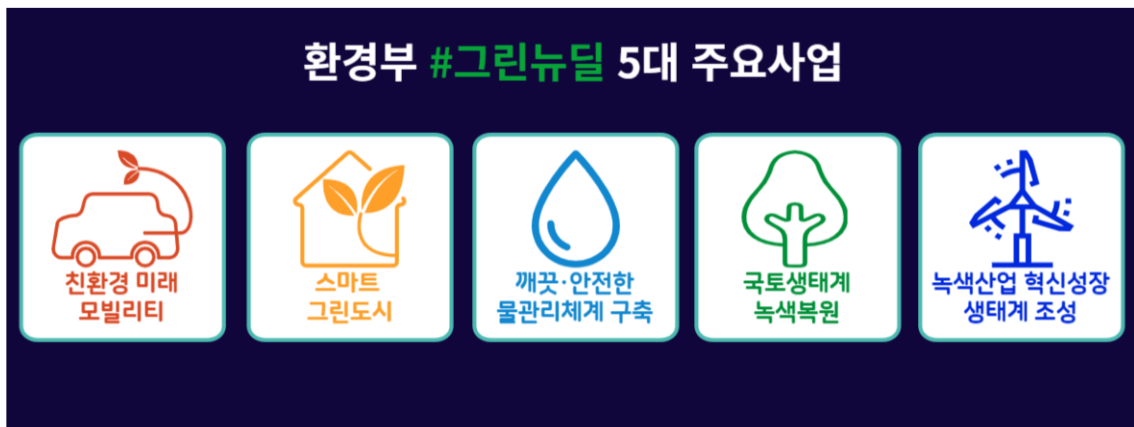 환경부 #그린뉴딜 5대 주요사업
친환경 미래
모빌리티
스마트
그린도시
깨끗·안전한
물관리체계 구축
국토생태계
녹색복원
녹색산업 혁신성장
생태계 조성